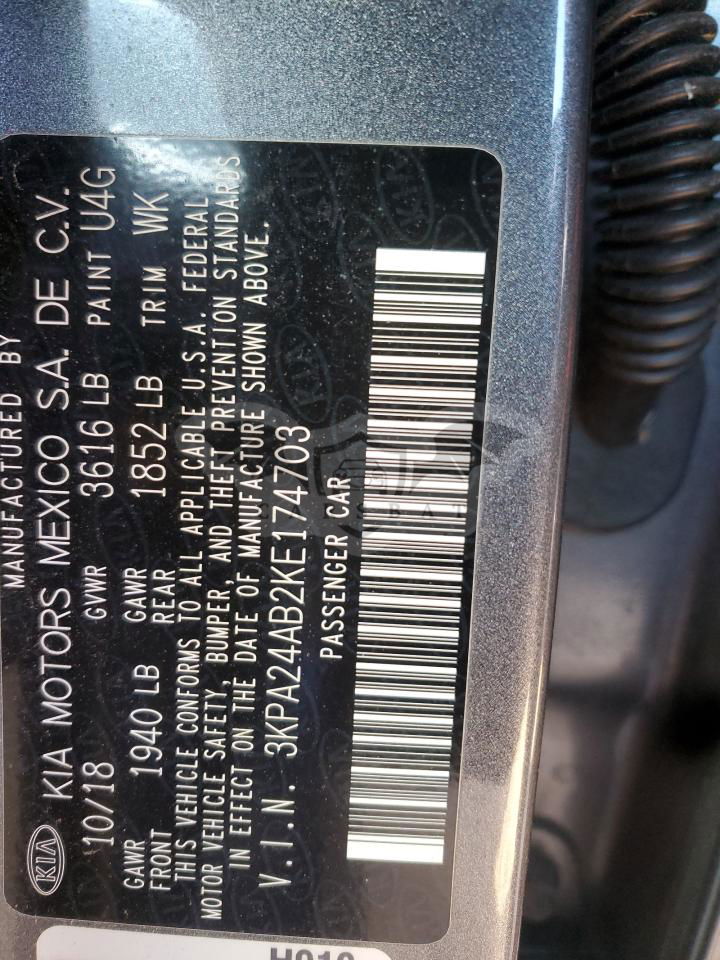 MANUFACTURED BY
KIA KIA MOTORS MEXICO S.A. DE C.V.
10/18 GVWR 3616 LB PAINT U4G
GAWR FRONT 1940 LB GAWR REAR 1852 LB TRIM WK
THIS VEHICLE CONFORMS TO ALL APPLICABLE U.S.A. FEDERAL
MOTOR VEHICLE SAFETY, BUMPER, AND THEFT PREVENTION STANDARDS
IN EFFECT ON THE DATE OF MANUFACTURE SHOWN ABOVE.
V.I.N. 3KPA24AB2KE174703
PASSENGER CAR